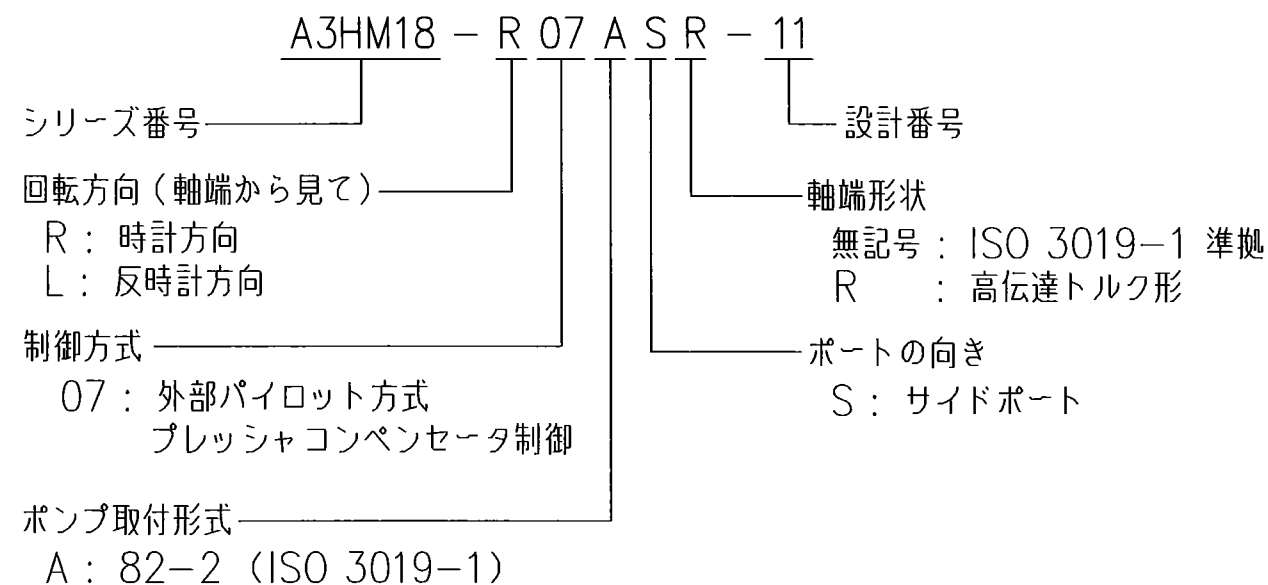 A3HM18 - R 07 A S R - 11
シリーズ番号
設計番号
回転方向（軸端から見て）
R : 時計方向
L : 反時計方向
軸端形状
無記号 : ISO 3019-1 準拠
R : 高伝達トルク形
制御方式
07 : 外部パイロット方式
プレッシャコンペンセータ制御
ポートの向き
S : サイドポート
ポンプ取付形式
A : 82-2 (ISO 3019-1)